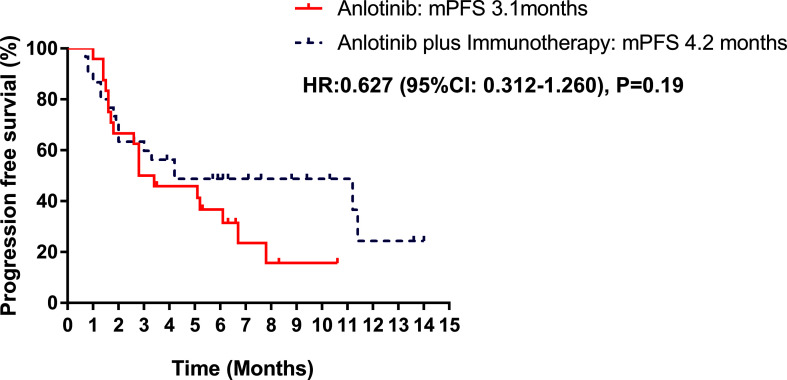 Anlotinib: mPFS 3.1months
Anlotinib plus Immunotherapy: mPFS 4.2 months
HR:0.627 (95%CI: 0.312-1.260), P=0.19
Progression free survial (%)
100
80
60
40
20
0
0 1 2 3 4 5 6 7 8 9 10 11 12 13 14 15
Time (Months)